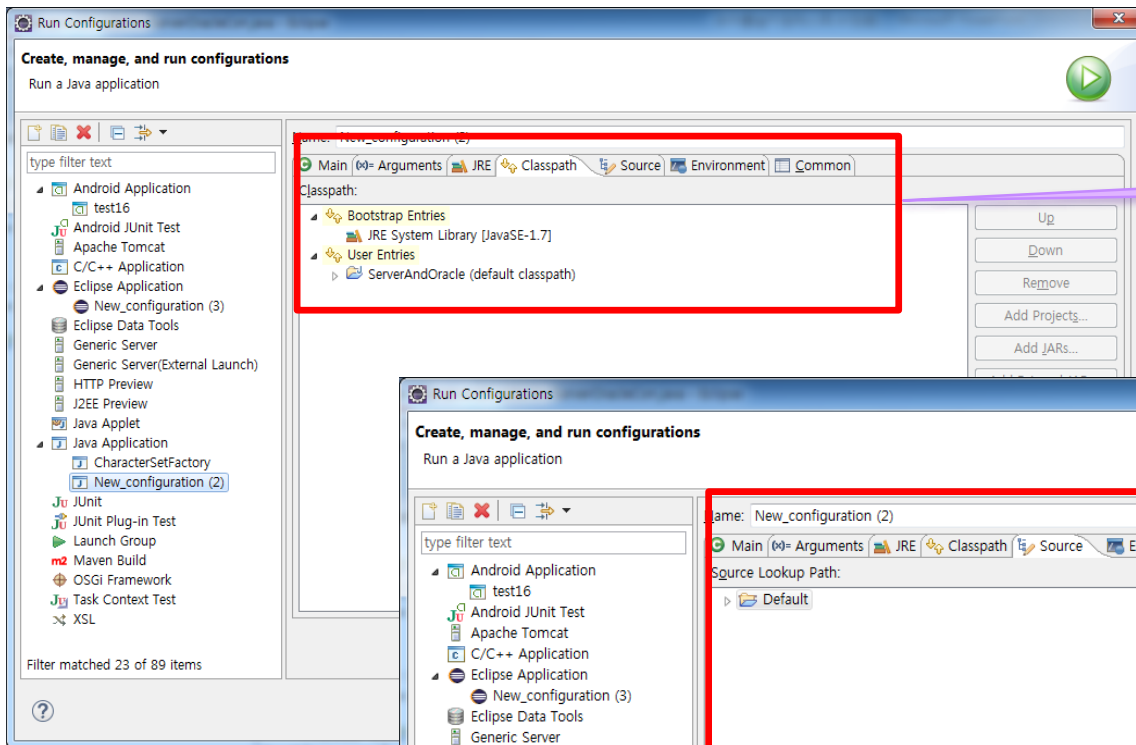 Run Configurations
Create, manage, and run configurations
Run a Java application
type filter text
Android Application
test16
Android JUnit Test
Apache Tomcat
C/C++ Application
Eclipse Application
New_configuration (3)
Eclipse Data Tools
Generic Server
Generic Server(External Launch)
HTTP Preview
J2EE Preview
Java Applet
Java Application
CharacterSetFactory
New_configuration (2)
JUnit
JUnit Plug-in Test
Launch Group
m2 Maven Build
OSGi Framework
Task Context Test
XSL
Filter matched 23 of 89 items
Name: New_configuration (2)
Main (x)= Arguments JRE Classpath Source Environment Common
Classpath:
Bootstrap Entries
JRE System Library [JavaSE-1.7]
User Entries
ServerAndOracle (default classpath)
Up
Down
Remove
Add Projects...
Add JARs...
Run Configurations
Create, manage, and run configurations
Run a Java application
type filter text
Android Application
test16
Android JUnit Test
Apache Tomcat
C/C++ Application
Eclipse Application
New_configuration (3)
Eclipse Data Tools
Generic Server
Name: New_configuration (2)
Main (x)= Arguments JRE Classpath Source E
Source Lookup Path:
Default